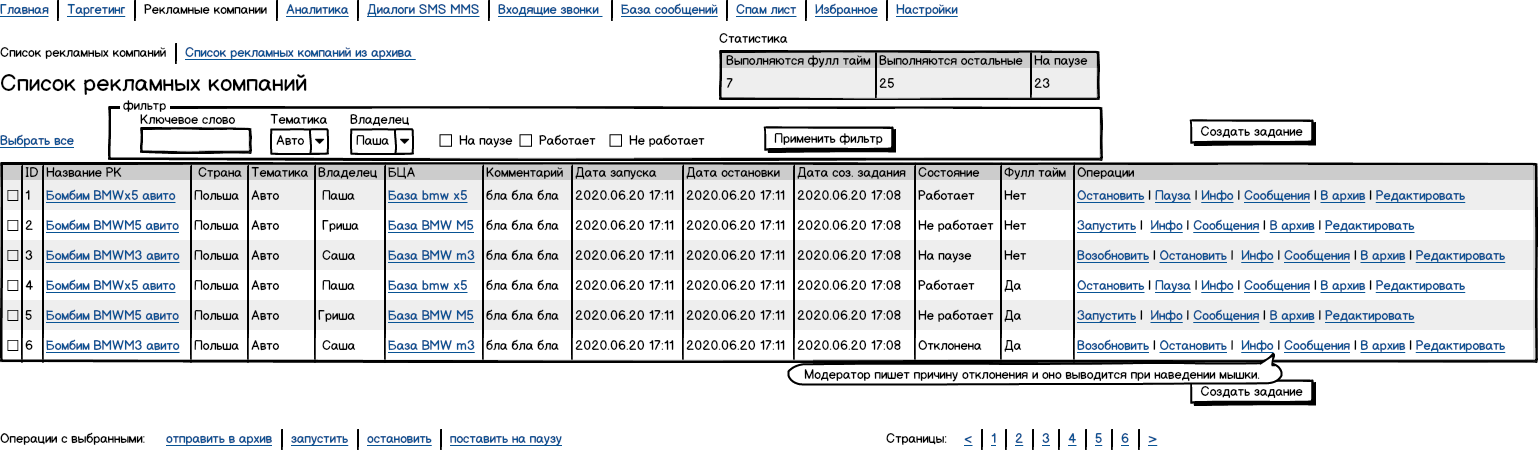 Главная Таргетинг Рекламные компании Аналитика Диалоги SMS MMS Входящие звонки База сообщений Спам лист Избранное Настройки
Статистика
Список рекламных компаний Список рекламных компаний из архива
Выполняются фулл тайм Выполняются остальные На паузе
Список рекламных компаний
7 25 23
фильтр
Ключевое слово Тематика Владелец
Выбрать все Авто Паша На паузе Работает Не работает Применить фильтр Создать задание
ID Название РК Страна Тематика Владелец БЦА Комментарий Дата запуска Дата остановки Дата соз. задания Состояние Фулл тайм Операции
1 Бомбим BMWx5 авито Польша Авто Паша База bmw x5 бла бла бла 2020.06.20 17:11 2020.06.20 17:11 2020.06.20 17:08 Работает Нет Остановить | Пауза | Инфо | Сообщения | В архив | Редактировать
2 Бомбим BMWM5 авито Польша Авто Гриша База BMW M5 бла бла бла 2020.06.20 17:11 2020.06.20 17:11 2020.06.20 17:08 Не работает Нет Запустить | Инфо | Сообщения | В архив | Редактировать
3 Бомбим BMWM3 авито Польша Авто Саша База BMW m3 бла бла бла 2020.06.20 17:11 2020.06.20 17:11 2020.06.20 17:08 На паузе Нет Возобновить | Остановить | Инфо | Сообщения | В архив | Редактировать
4 Бомбим BMWx5 авито Польша Авто Паша База bmw x5 бла бла бла 2020.06.20 17:11 2020.06.20 17:11 2020.06.20 17:08 Работает Да Остановить | Пауза | Инфо | Сообщения | В архив | Редактировать
5 Бомбим BMWM5 авито Польша Авто Гриша База BMW M5 бла бла бла 2020.06.20 17:11 2020.06.20 17:11 2020.06.20 17:08 Не работает Да Запустить | Инфо | Сообщения | В архив | Редактировать
6 Бомбим BMWM3 авито Польша Авто Саша База BMW m3 бла бла бла 2020.06.20 17:11 2020.06.20 17:11 2020.06.20 17:08 Отклонена Да Возобновить | Остановить | Инфо | Сообщения | В архив | Редактировать
Модератор пишет причину отклонения и оно выводится при наведении мышки.
Создать задание
Операции с выбранными: отправить в архив запустить остановить поставить на паузу Страницы: < 1 2 3 4 5 6 >